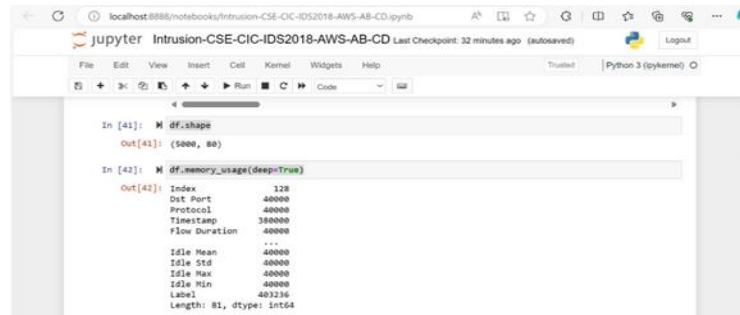 localhost:8888/notebooks/Intrusion-CSE-CIC-IDS2018-AWS-AB-CD.ipynb
jupyter Intrusion-CSE-CIC-IDS2018-AWS-AB-CD Last Checkpoint: 32 minutes ago (autosaved)
Logout
File Edit View Insert Cell Kernel Widgets Help
Trusted Python 3 (ipykernel)
Run Code
In [41]: df.shape
Out[41]: (5000, 80)
In [42]: df.memory_usage(deep=True)
Out[42]: Index 128
Dst Port 40000
Protocol 40000
Timestamp 380000
Flow Duration 40000
...
Idle Mean 40000
Idle Std 40000
Idle Max 40000
Idle Min 40000
Label 403236
Length: 81, dtype: int64